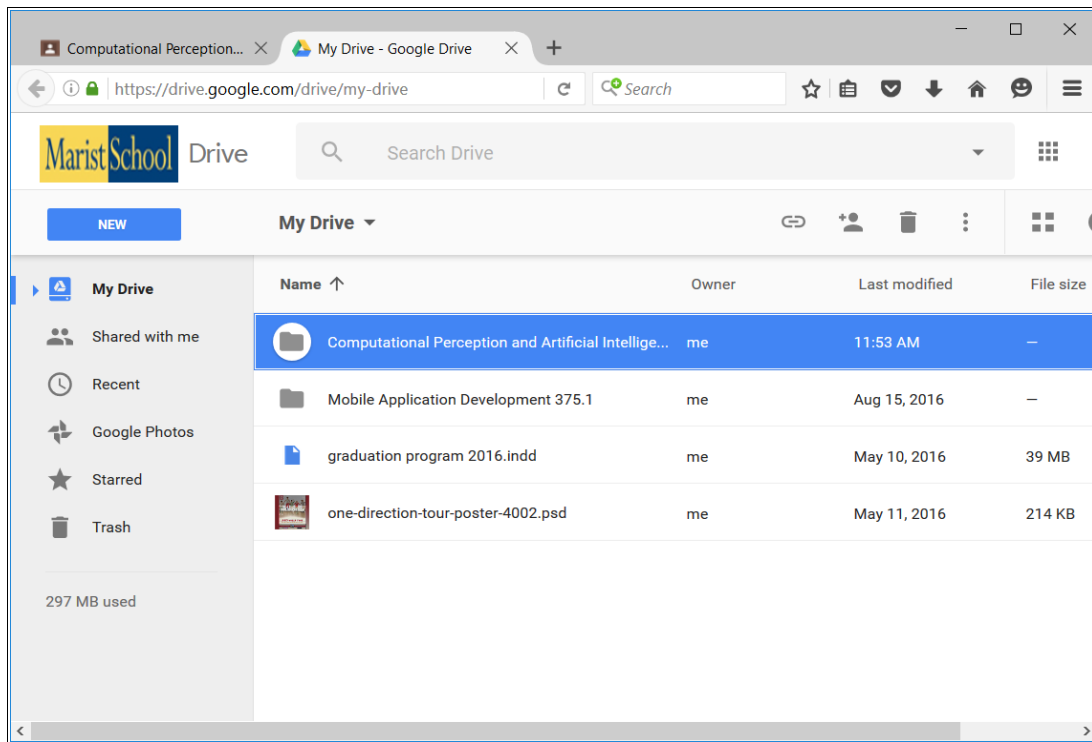 Computational Perception... My Drive - Google Drive
https://drive.google.com/drive/my-drive Search
MaristSchool Drive Search Drive
NEW My Drive
My Drive Name Owner Last modified File size
Shared with me Computational Perception and Artificial Intellige... me 11:53 AM –
Recent Mobile Application Development 375.1 me Aug 15, 2016 –
Google Photos graduation program 2016.indd me May 10, 2016 39 MB
Starred one-direction-tour-poster-4002.psd me May 11, 2016 214 KB
Trash
297 MB used